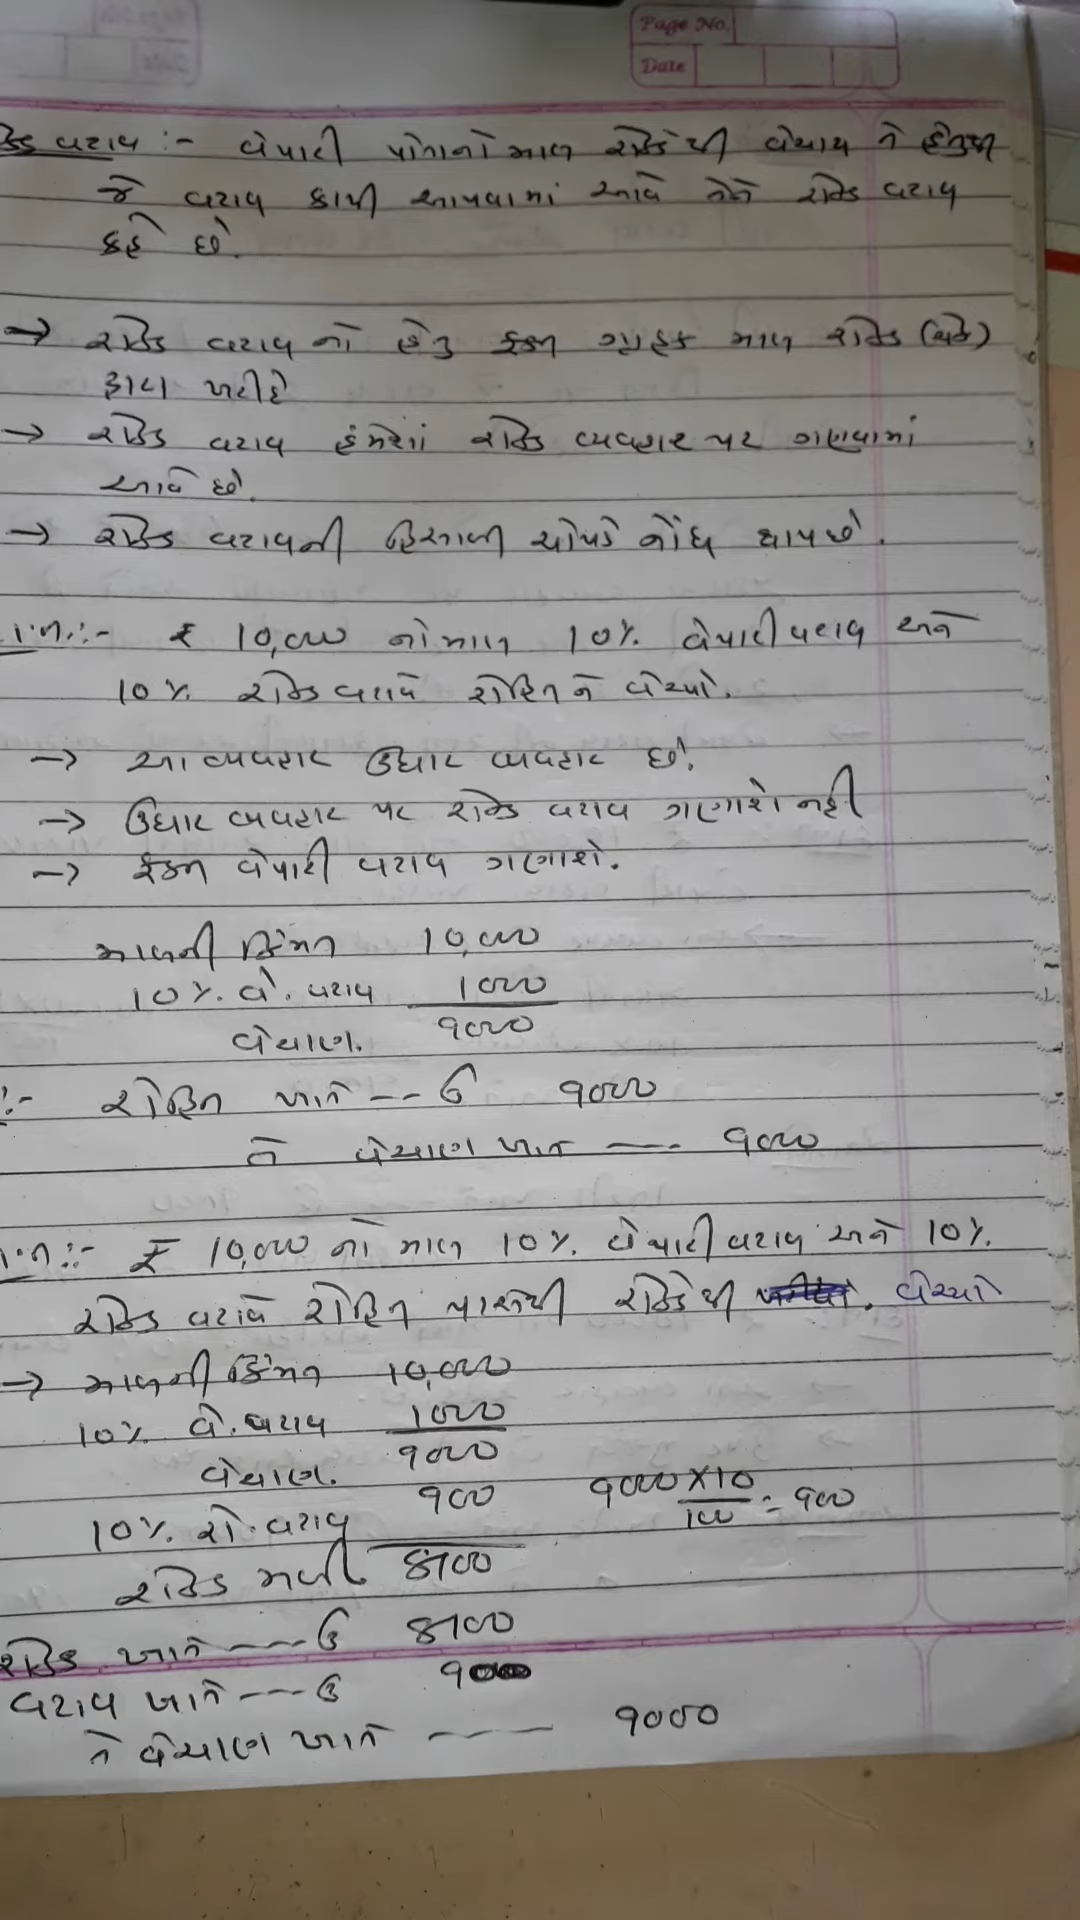 Page No.
Date
વટાવ :- વેપારી પોતાનો માલ રોકડેથી વેચાય તે હેતુથી
જે વટાવ કાપી આપવામાં આવે તેને રોકડ વટાવ
કહે છે.
→ રોકડ વટાવ નો હેતુ ફક્ત ગ્રાહક માલ રોકડ (ચેક)
દ્વારા ખરીદે
→ રોકડ વટાવ હંમેશાં રોકડ વ્યવહાર પર ગણવામાં
આવે છે.
→ રોકડ વટાવની હિસાબી ચોપડે નોંધ થાય છે.
₹ 10,000 નો માલ 10% વેપારી વટાવ અને
10% રોકડ વટાવે રોહિત ને વેચ્યો.
→ આ વ્યવહાર ઉધાર વ્યવહાર છે.
→ ઉધાર વ્યવહાર પર રોકડ વટાવ ગણાશે નહી
→ ફક્ત વેપારી વટાવ ગણાશે.
માલની કિંમત 10,000
10% વે. વટાવ 1000
વેચાણ. 9000
:- રોહિત ખાતે --- ઉ 9000
તે વેચાણ ખાતે ---- 9000
:- ₹ 10,000 નો માલ 10% વેપારી વટાવ અને 10%
રોકડ વટાવે રોહિત પાસેથી રોકડેથી વેચ્યો
→ માલની કિંમત 10,000
10% વે. વટાવ 1000
9000
વેચાણ.
10% રો. વટાવ 900 9000×10/100 = 900
રોકડ મળી 8100
રોકડ ખાતે ---- ઉ 8100
વટાવ ખાતે ---- ઉ 900
તે વેચાણ ખાતે ---- 9000